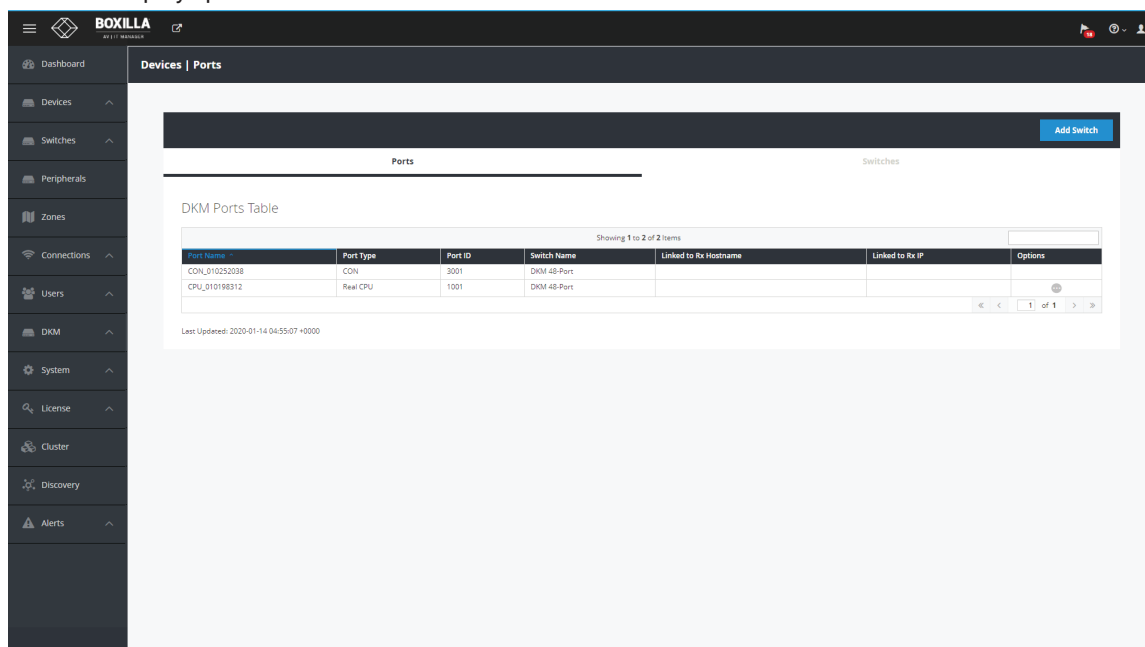 BOXILLA
AV | IT MANAGER
18
Dashboard
Devices | Ports
Devices
Switches
Peripherals
Zones
Connections
Users
DKM
System
License
Cluster
Discovery
Alerts
Add Switch
Ports Switches
DKM Ports Table
Showing 1 to 2 of 2 Items
Port Name Port Type Port ID Switch Name Linked to Rx Hostname Linked to Rx IP Options
CON_010252038 CON 3001 DKM 48-Port
CPU_010198312 Real CPU 1001 DKM 48-Port
« < 1 of 1 > »
Last Updated: 2020-01-14 04:55:07 +0000